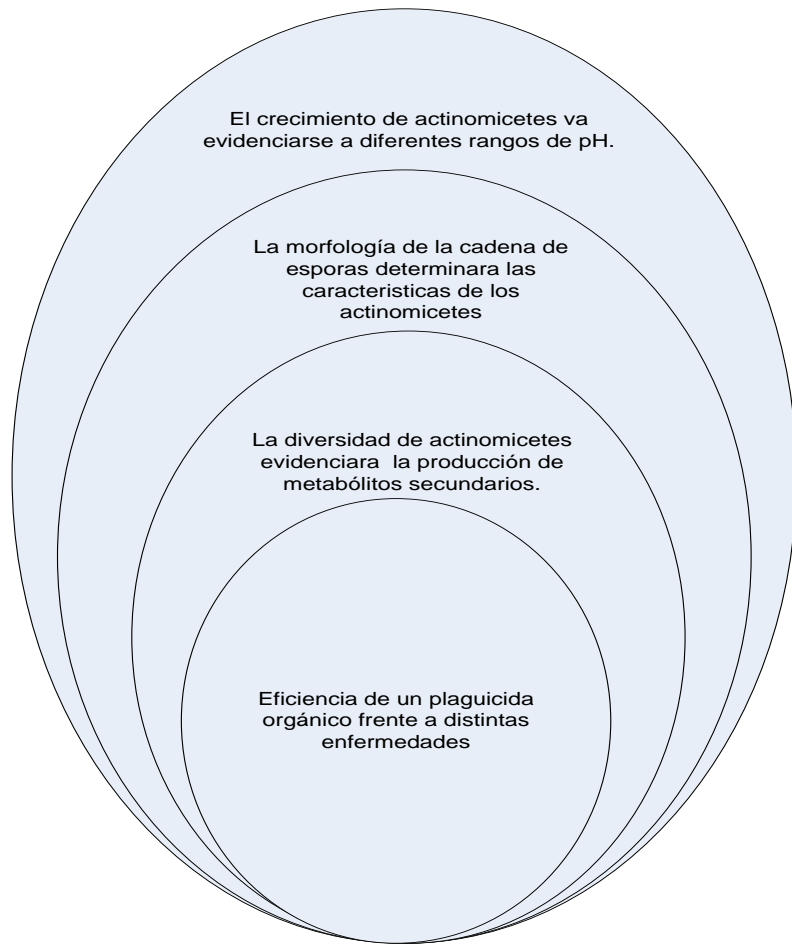 El crecimiento de actinomicetes va
evidenciarse a diferentes rangos de pH.
La morfología de la cadena de
esporas determinara las
caracteristicas de los
actinomicetes
La diversidad de actinomicetes
evidenciara la producción de
metabólitos secundarios.
Eficiencia de un plaguicida
orgánico frente a distintas
enfermedades